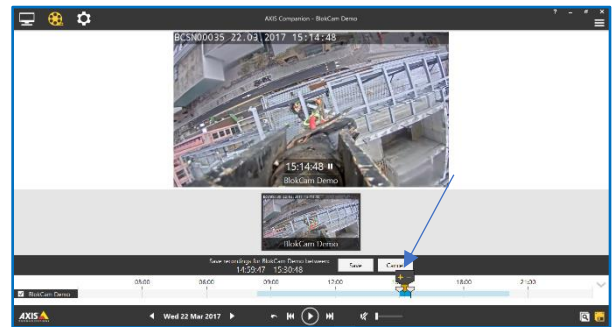 AXIS Companion - BlokCam Demo
BCSN00035 22.03.2017 15:14:48
15:14:48
BlokCam Demo
BlokCam Demo
Save recordings for BlokCam Demo between:
14:59:47 15:30:48
Save
Cancel
03:00 06:00 09:00 12:00 18:00 21:00
BlokCam Demo
AXIS
Wed 22 Mar 2017